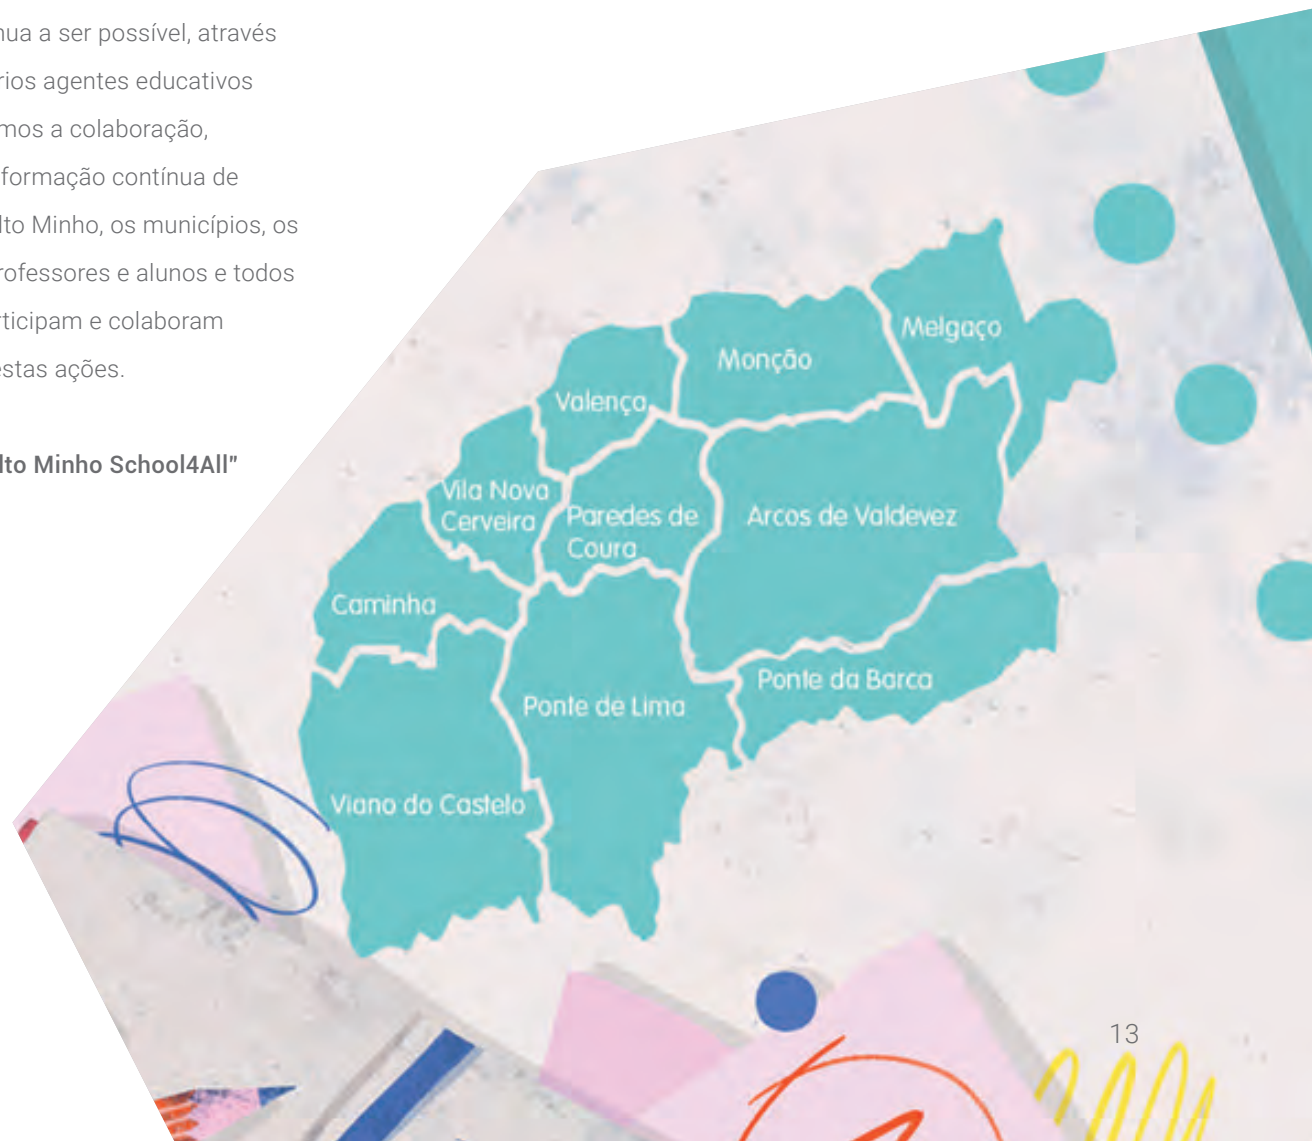 nua a ser possível, através
rios agentes educativos
mos a colaboração,
formação contínua de
lto Minho, os municípios, os
rofessores e alunos e todos
rticipam e colaboram
estas ações.
lto Minho School4All"
Melgaço
Monção
Valença
Vila Nova
Cerveira
Paredes de
Coura
Arcos de Valdevez
Caminha
Ponte da Barca
Ponte de Lima
Viana do Castelo
13